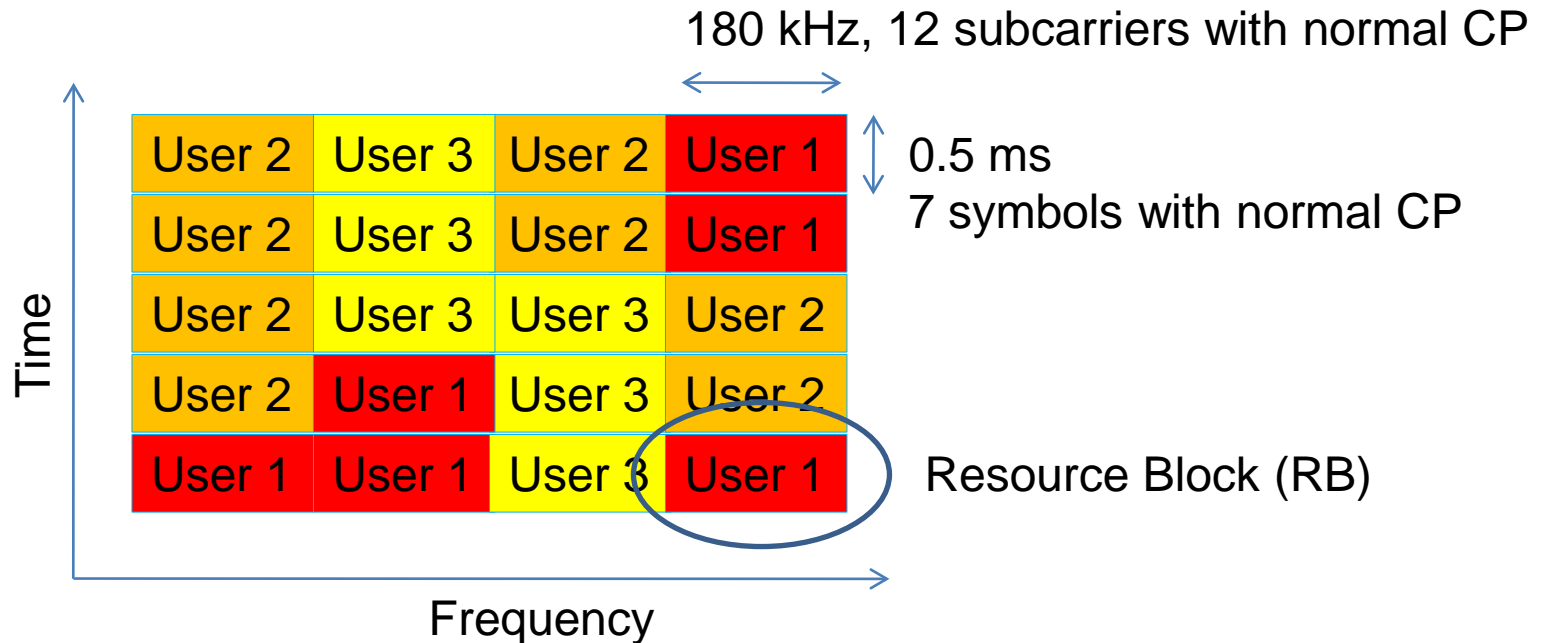 180 kHz, 12 subcarriers with normal CP
User 2 User 3 User 2 User 1
0.5 ms
7 symbols with normal CP
User 2 User 3 User 2 User 1
User 2 User 3 User 3 User 2
User 2 User 1 User 3 User 2
User 1 User 1 User 3 User 1
Resource Block (RB)
Time
Frequency